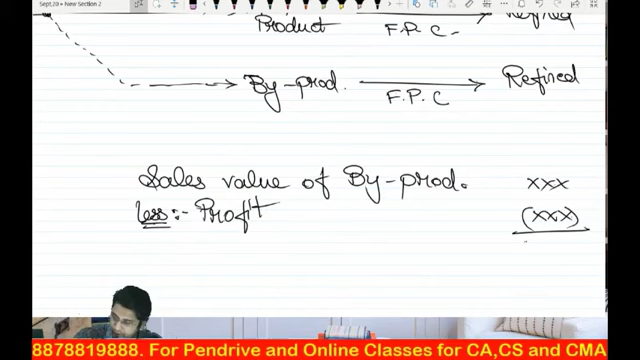 Sept,20 » New Section 2
Product F.P.C- Refined
By-prod. F.P.C Refined
Sales value of By-prod. xxx
Less:- Profit (xxx)
8878819888. For Pendrive and Online Classes for CA,CS and CMA